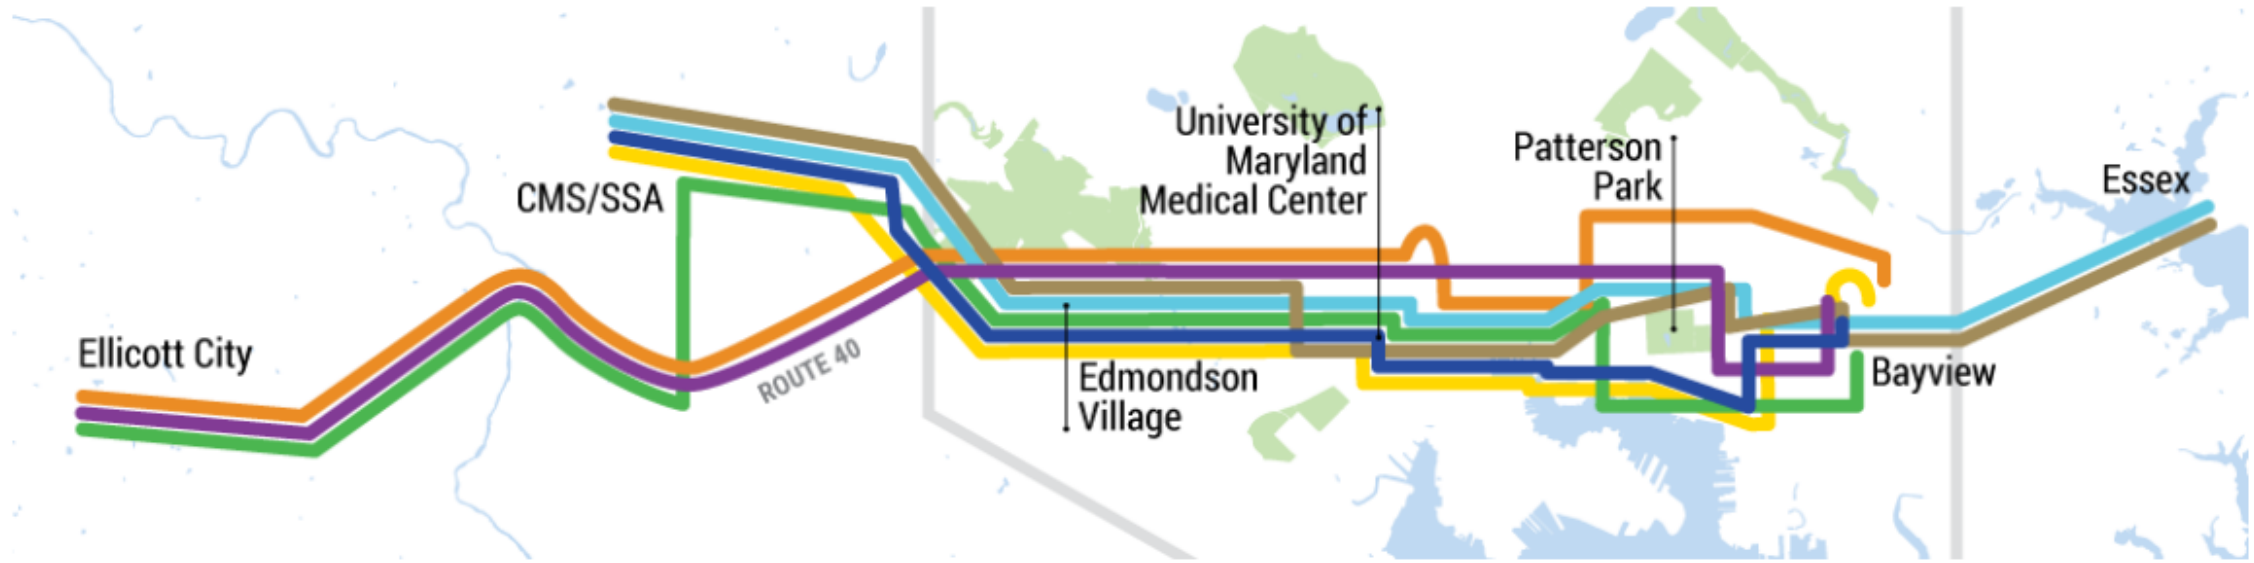 University of
Maryland
Medical Center
Patterson
Park
Essex
CMS/SSA
Ellicott City
ROUTE 40
Edmondson
Village
Bayview